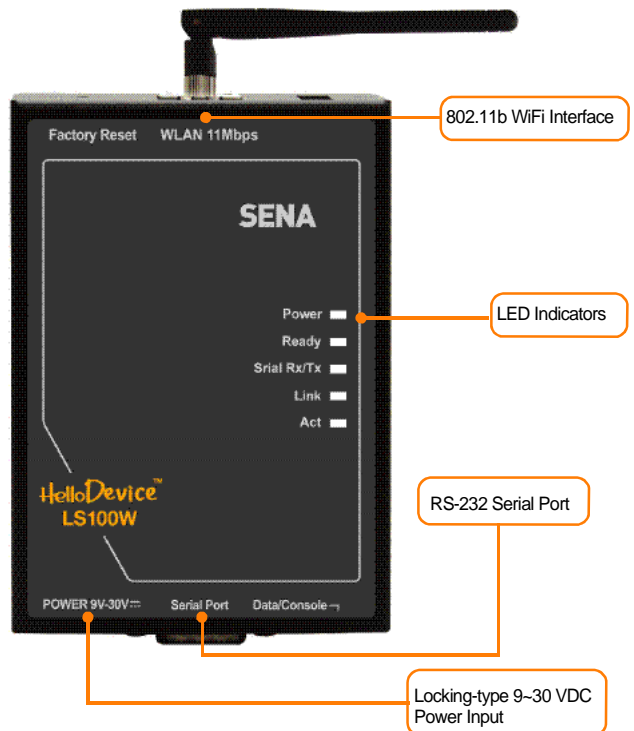 802.11b WiFi Interface
Factory Reset WLAN 11Mbps
SENA
Power
LED Indicators
Ready
Srial Rx/Tx
Link
Act
HelloDevice™
LS100W
RS-232 Serial Port
POWER 9V-30V⎓ Serial Port Data/Console ¬
Locking-type 9~30 VDC
Power Input